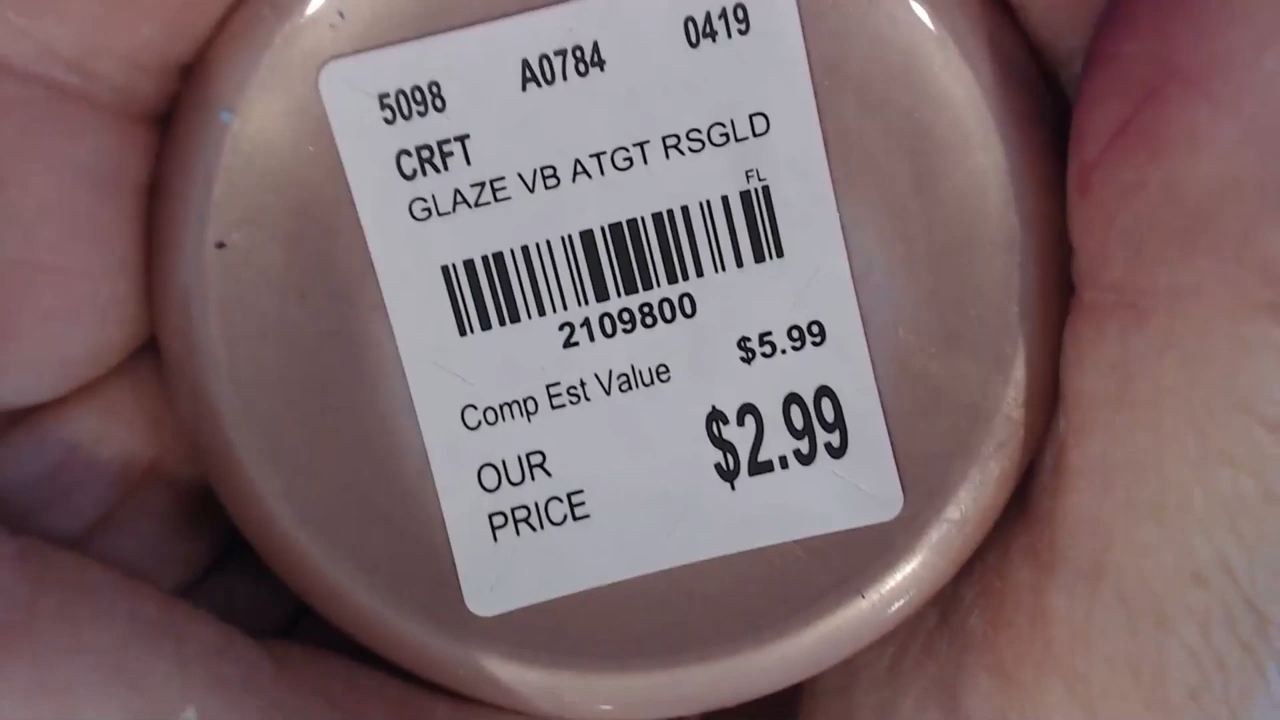 5098 A0784 0419
CRFT
GLAZE VB ATGT RSGLD
FL
2109800
Comp Est Value $5.99
OUR
PRICE $2.99